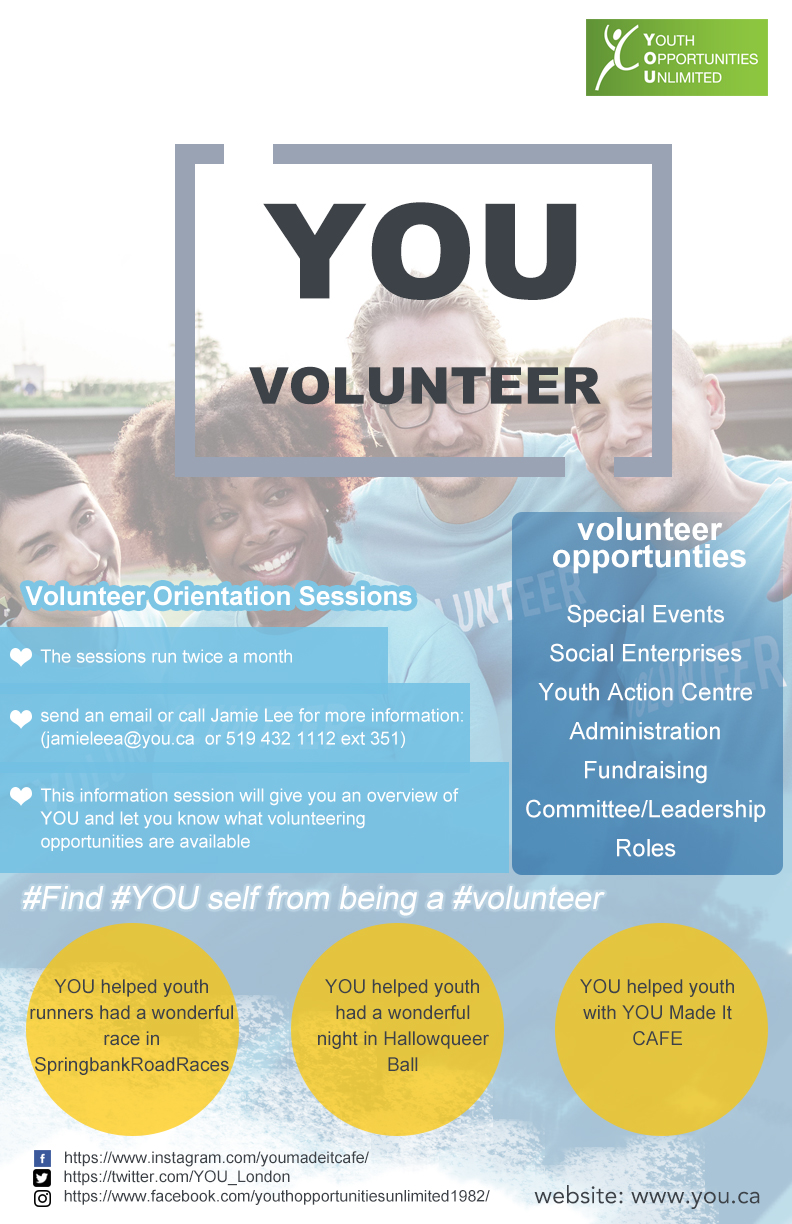 YOUTH
OPPORTUNITIES
UNLIMITED
YOU
VOLUNTEER
volunteer
opportunties
Special Events
Social Enterprises
Youth Action Centre
Administration
Fundraising
Committee/Leadership
Roles
Volunteer Orientation Sessions
The sessions run twice a month
send an email or call Jamie Lee for more information:
(jamieleea@you.ca or 519 432 1112 ext 351)
This information session will give you an overview of
YOU and let you know what volunteering
opportunities are available
#Find #YOU self from being a #volunteer
YOU helped youth
runners had a wonderful
race in
SpringbankRoadRaces
YOU helped youth
had a wonderful
night in Hallowqueer
Ball
YOU helped youth
with YOU Made It
CAFE
https://www.instagram.com/youmadeitcafe/
https://twitter.com/YOU_London
https://www.facebook.com/youthopportunitiesunlimited1982/
website: www.you.ca